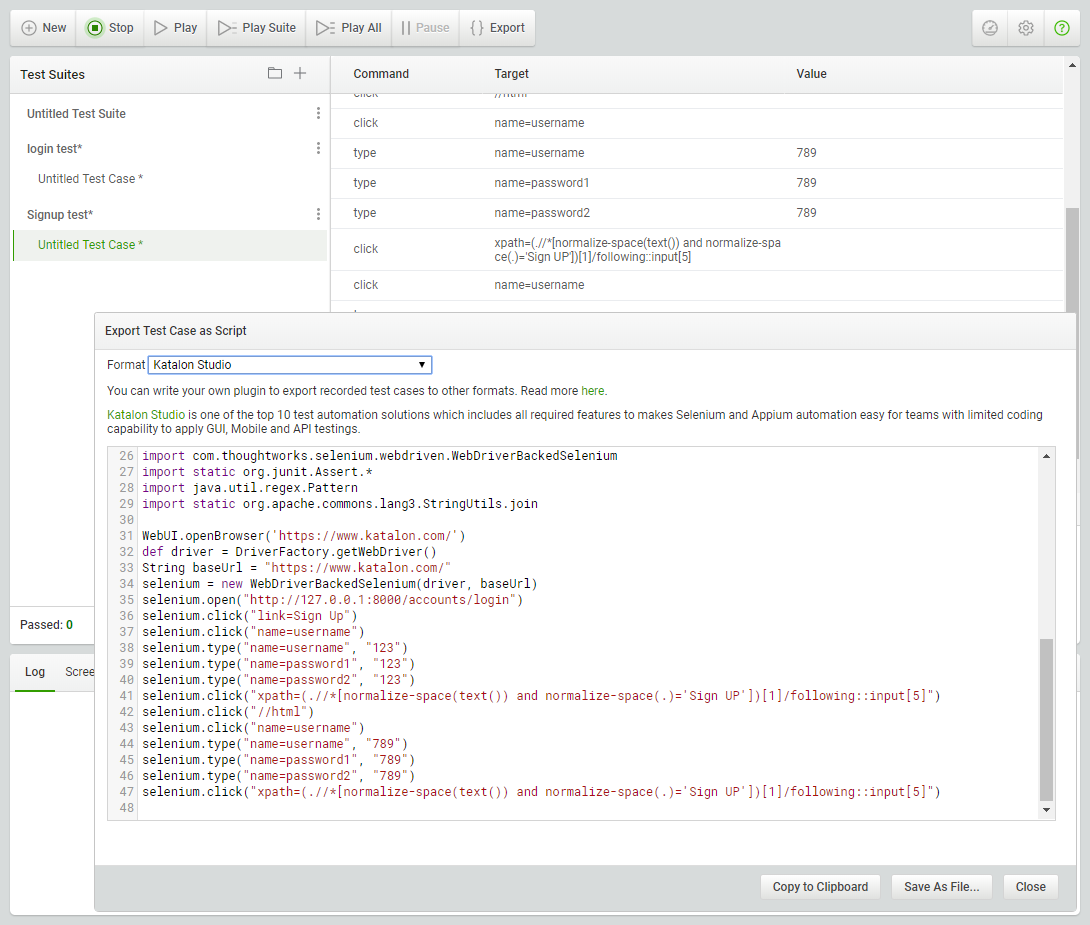 New Stop Play Play Suite Play All Pause Export
Test Suites
Command Target Value
click //html
Untitled Test Suite
click name=username
login test*
type name=username 789
Untitled Test Case *
type name=password1 789
Signup test*
type name=password2 789
Untitled Test Case *
click xpath=(.//*[normalize-space(text()) and normalize-spa
ce(.)='Sign UP'])[1]/following::input[5]
click name=username
Export Test Case as Script
Format Katalon Studio
You can write your own plugin to export recorded test cases to other formats. Read more here.
Katalon Studio is one of the top 10 test automation solutions which includes all required features to makes Selenium and Appium automation easy for teams with limited coding
capability to apply GUI, Mobile and API testings.
26 import com.thoughtworks.selenium.webdriven.WebDriverBackedSelenium
27 import static org.junit.Assert.*
28 import java.util.regex.Pattern
29 import static org.apache.commons.lang3.StringUtils.join
30
31 WebUI.openBrowser('https://www.katalon.com/')
32 def driver = DriverFactory.getWebDriver()
33 String baseUrl = "https://www.katalon.com/"
34 selenium = new WebDriverBackedSelenium(driver, baseUrl)
35 selenium.open("http://127.0.0.1:8000/accounts/login")
36 selenium.click("link=Sign Up")
37 selenium.click("name=username")
38 selenium.type("name=username", "123")
39 selenium.type("name=password1", "123")
40 selenium.type("name=password2", "123")
41 selenium.click("xpath=(.//*[normalize-space(text()) and normalize-space(.)='Sign UP'])[1]/following::input[5]")
42 selenium.click("//html")
43 selenium.click("name=username")
44 selenium.type("name=username", "789")
45 selenium.type("name=password1", "789")
46 selenium.type("name=password2", "789")
47 selenium.click("xpath=(.//*[normalize-space(text()) and normalize-space(.)='Sign UP'])[1]/following::input[5]")
48
Passed: 0
Log Scree
Copy to Clipboard Save As File... Close